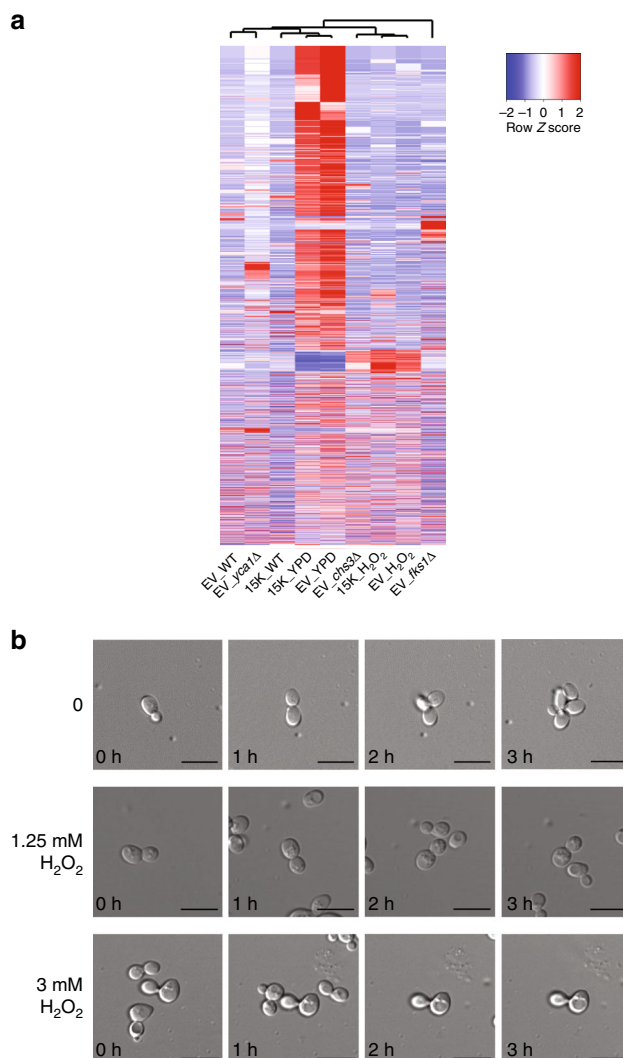 a
−2 −1 0 1 2
Row Z score
EV_WT
EV_yca1Δ
15K_WT
15K_YPD
EV_YPD
EV_chs3Δ
15K_H₂O₂
EV_H₂O₂
EV_fks1Δ
b
0
0 h
1 h
2 h
3 h
1.25 mM
H₂O₂
0 h
1 h
2 h
3 h
3 mM
H₂O₂
0 h
1 h
2 h
3 h